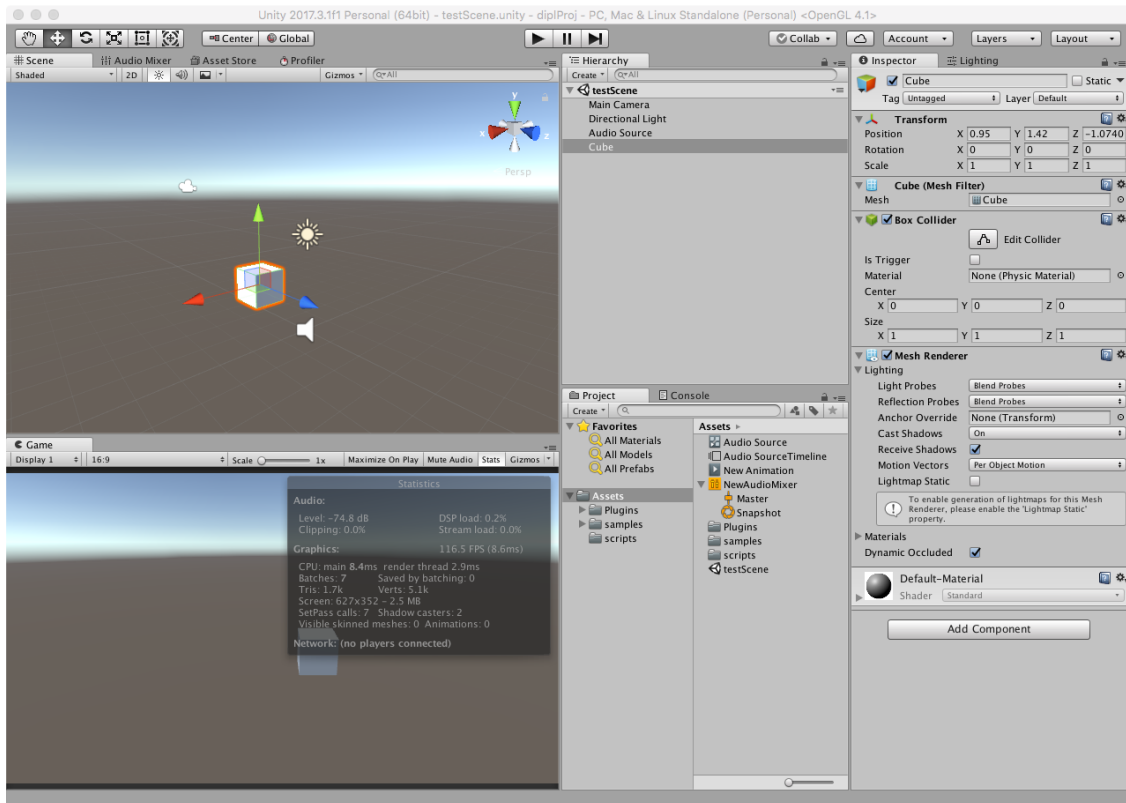 Unity 2017.3.1f1 Personal (64bit) - testScene.unity - diplProj - PC, Mac & Linux Standalone (Personal) <OpenGL 4.1>
Center Global Collab Account Layers Layout
Scene Audio Mixer Asset Store Profiler
Shaded 2D Gizmos All
y
x z
Persp
Game
Display 1 16:9 Scale 1x Maximize On Play Mute Audio Stats Gizmos
Statistics
Audio:
Level: -74.8 dB DSP load: 0.2%
Clipping: 0.0% Stream load: 0.0%
Graphics: 116.5 FPS (8.6ms)
CPU: main 8.4ms render thread 2.9ms
Batches: 7 Saved by batching: 0
Tris: 1.7k Verts: 5.1k
Screen: 627x352 - 2.5 MB
SetPass calls: 7 Shadow casters: 2
Visible skinned meshes: 0 Animations: 0
Network: (no players connected)
Hierarchy
Create All
testScene
Main Camera
Directional Light
Audio Source
Cube
Project Console
Create
Favorites
All Materials
All Models
All Prefabs
Assets
Plugins
samples
scripts
Assets
Audio Source
Audio SourceTimeline
New Animation
NewAudioMixer
Master
Snapshot
Plugins
samples
scripts
testScene
Inspector Lighting
Cube Static
Tag Untagged Layer Default
Transform
Position X 0.95 Y 1.42 Z -1.0740
Rotation X 0 Y 0 Z 0
Scale X 1 Y 1 Z 1
Cube (Mesh Filter)
Mesh Cube
Box Collider
Edit Collider
Is Trigger
Material None (Physic Material)
Center
X 0 Y 0 Z 0
Size
X 1 Y 1 Z 1
Mesh Renderer
Lighting
Light Probes Blend Probes
Reflection Probes Blend Probes
Anchor Override None (Transform)
Cast Shadows On
Receive Shadows
Motion Vectors Per Object Motion
Lightmap Static
To enable generation of lightmaps for this Mesh
Renderer, please enable the 'Lightmap Static'
property.
Materials
Dynamic Occluded
Default-Material
Shader Standard
Add Component